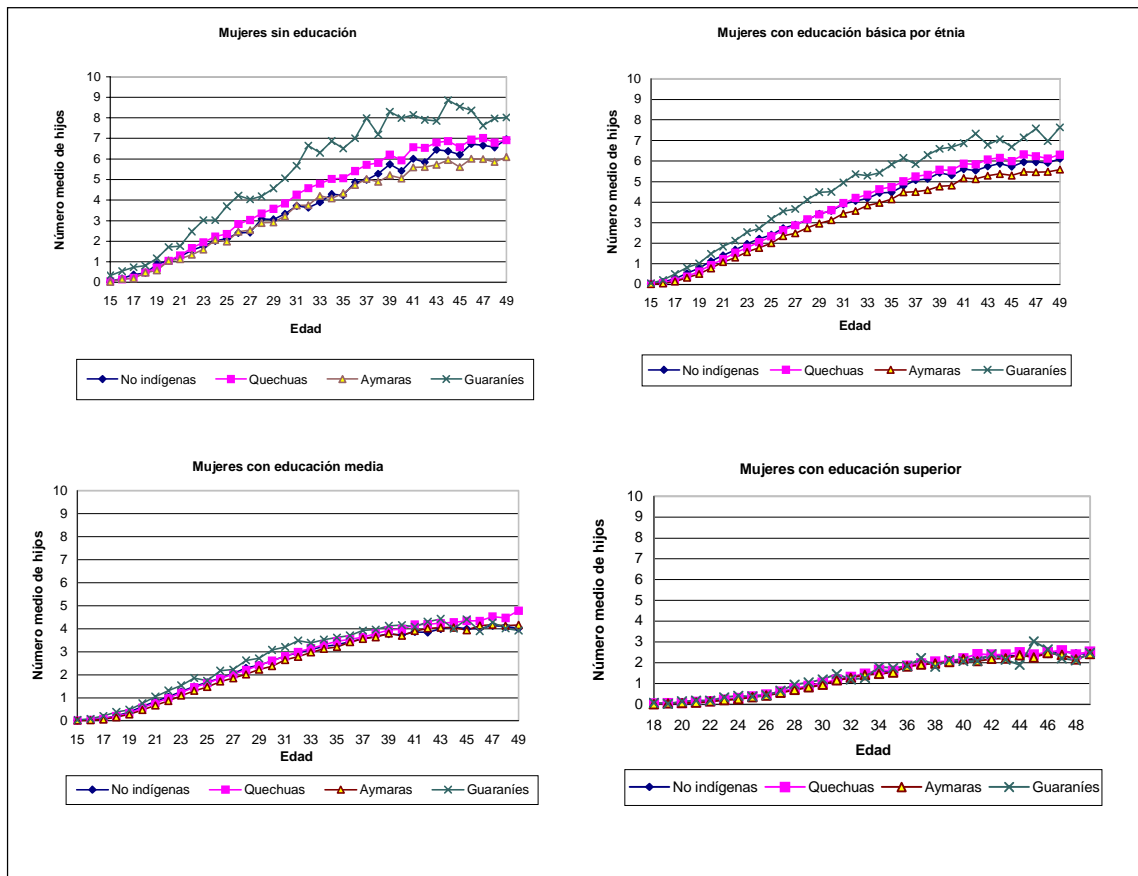 Mujeres sin educación
Número medio de hijos
10
9
8
7
6
5
4
3
2
1
0
15 17 19 21 23 25 27 29 31 33 35 37 39 41 43 45 47 49
Edad
No indígenas Quechuas Aymaras Guaraníes
Mujeres con educación básica por étnia
Número medio de hijos
10
9
8
7
6
5
4
3
2
1
0
15 17 19 21 23 25 27 29 31 33 35 37 39 41 43 45 47 49
Edad
No indígenas Quechuas Aymaras Guaraníes
Mujeres con educación media
Número medio de hijos
10
9
8
7
6
5
4
3
2
1
0
15 17 19 21 23 25 27 29 31 33 35 37 39 41 43 45 47 49
Edad
No indígenas Quechuas Aymaras Guaraníes
Mujeres con educación superior
Número medio de hijos
10
9
8
7
6
5
4
3
2
1
0
18 20 22 24 26 28 30 32 34 36 38 40 42 44 46 48
Edad
No indígenas Quechuas Aymaras Guaraníes